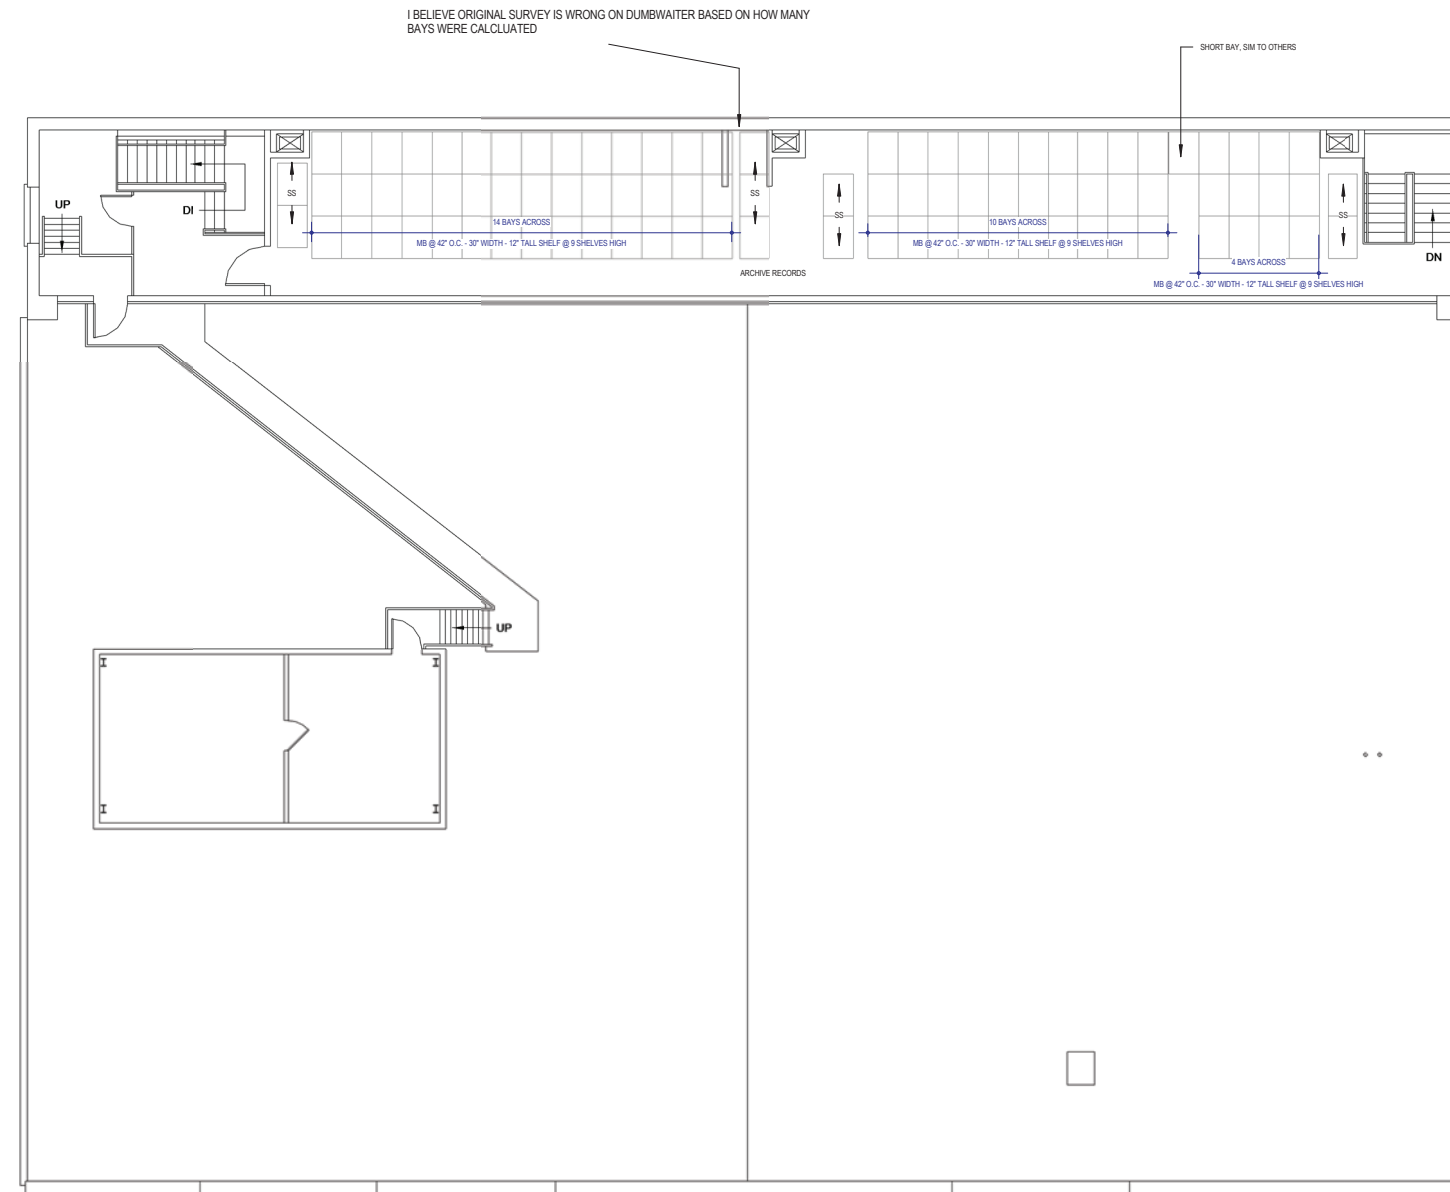 I BELIEVE ORIGINAL SURVEY IS WRONG ON DUMBWAITER BASED ON HOW MANY
BAYS WERE CALCLUATED
SHORT BAY, SIM TO OTHERS
UP
DI
SS
14 BAYS ACROSS
MB @ 42" O.C. - 30" WIDTH - 12" TALL SHELF @ 9 SHELVES HIGH
SS
SS
10 BAYS ACROSS
MB @ 42" O.C. - 30" WIDTH - 12" TALL SHELF @ 9 SHELVES HIGH
SS
DN
4 BAYS ACROSS
MB @ 42" O.C. - 30" WIDTH - 12" TALL SHELF @ 9 SHELVES HIGH
ARCHIVE RECORDS
UP